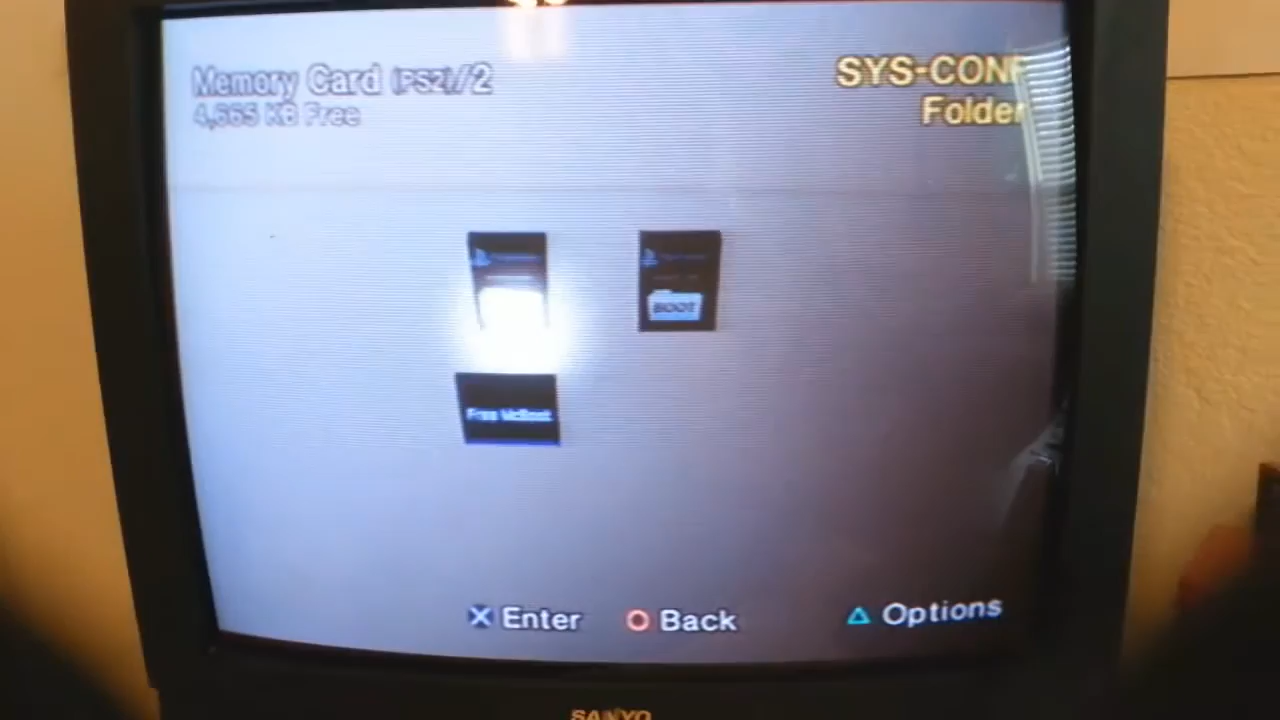 Memory Card (PS2)/2
4,665 KB Free
SYS-CONF
Folder
BOOT
Free McBoot
Enter
Back
Options
SANYO